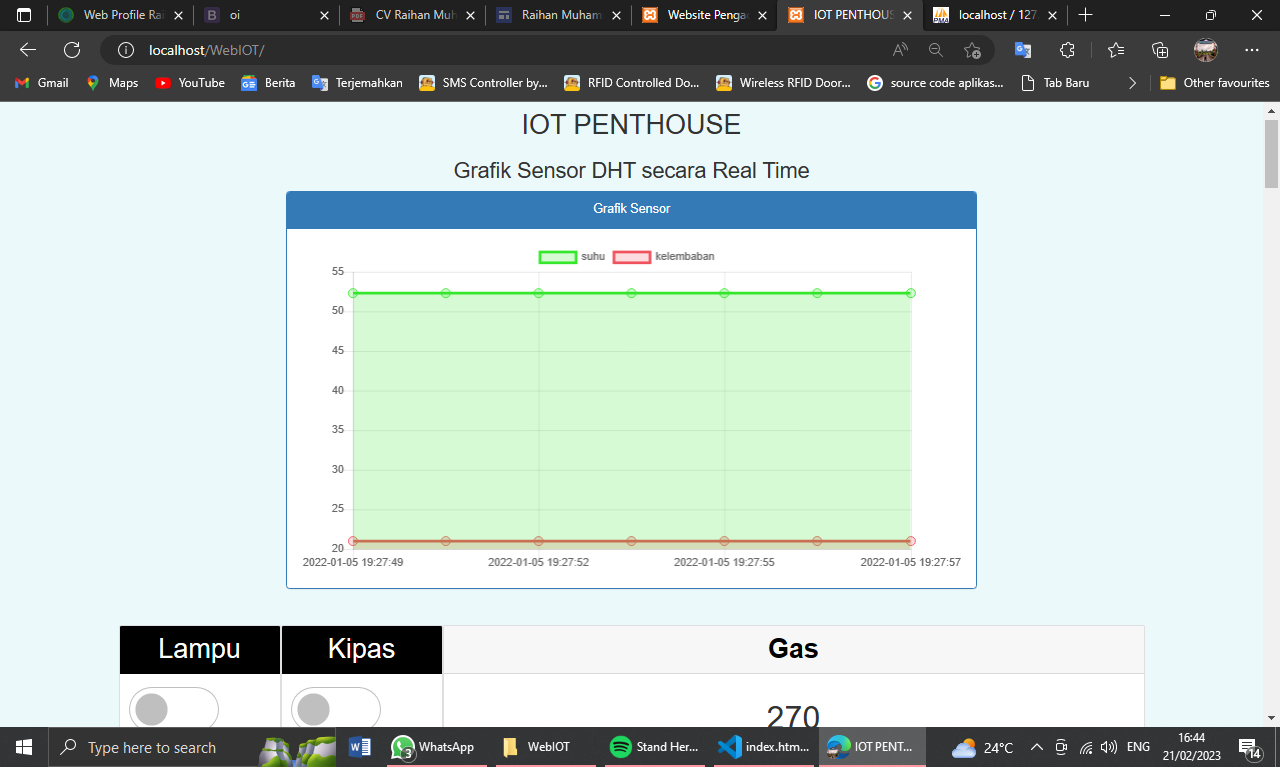 Web Profile Rai
oi
CV Raihan Muh
Raihan Muham
Website Pengad
IOT PENTHOUS
localhost / 127
localhost/WebIOT/
Gmail
Maps
YouTube
Berita
Terjemahkan
SMS Controller by...
RFID Controlled Do...
Wireless RFID Door...
source code aplikas...
Tab Baru
Other favourites
IOT PENTHOUSE
Grafik Sensor DHT secara Real Time
Grafik Sensor
suhu
kelembaban
55
50
45
40
35
30
25
20
2022-01-05 19:27:49
2022-01-05 19:27:52
2022-01-05 19:27:55
2022-01-05 19:27:57
Lampu
Kipas
Gas
270
Type here to search
WhatsApp
3
WebIOT
Stand Her...
index.htm...
IOT PENT...
24°C
ENG
16:44
21/02/2023
14